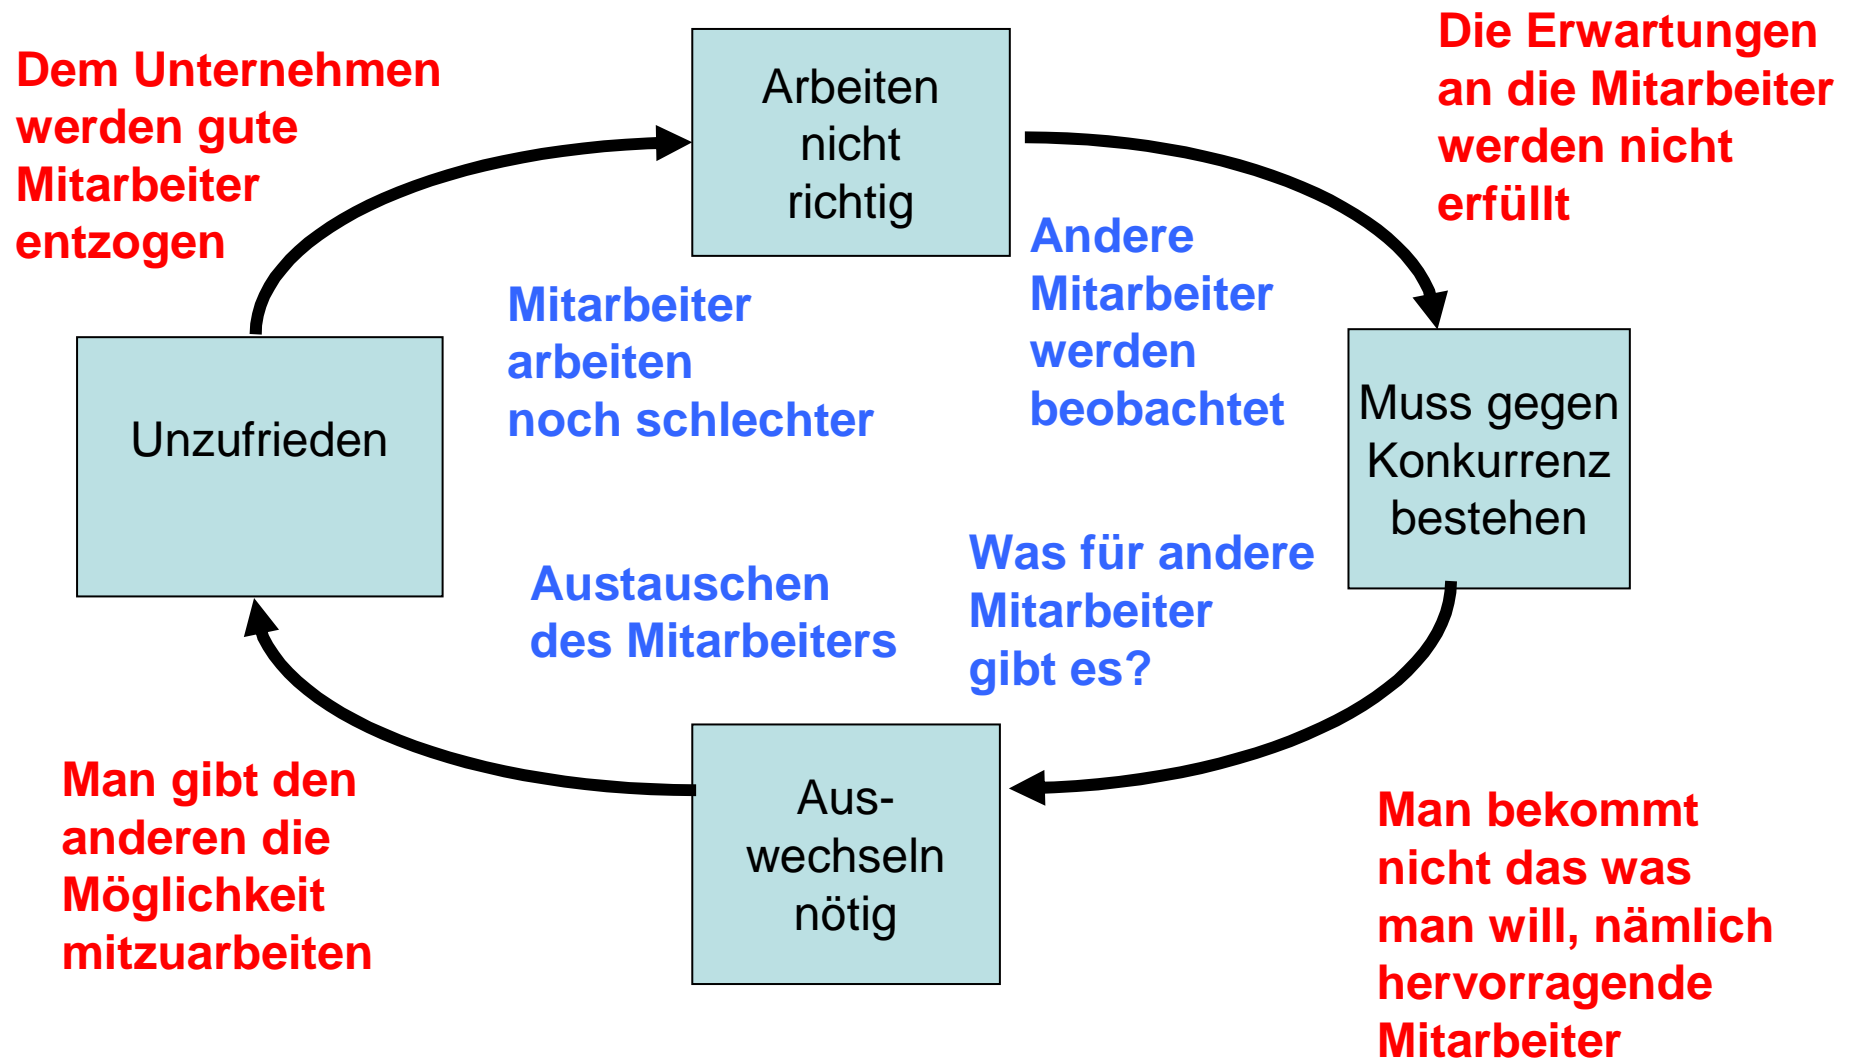 Dem Unternehmen
werden gute
Mitarbeiter
entzogen
Arbeiten
nicht
richtig
Die Erwartungen
an die Mitarbeiter
werden nicht
erfüllt
Mitarbeiter
arbeiten
noch schlechter
Andere
Mitarbeiter
werden
beobachtet
Unzufrieden
Muss gegen
Konkurrenz
bestehen
Austauschen
des Mitarbeiters
Was für andere
Mitarbeiter
gibt es?
Man gibt den
anderen die
Möglichkeit
mitzuarbeiten
Aus-
wechseln
nötig
Man bekommt
nicht das was
man will, nämlich
hervorragende
Mitarbeiter